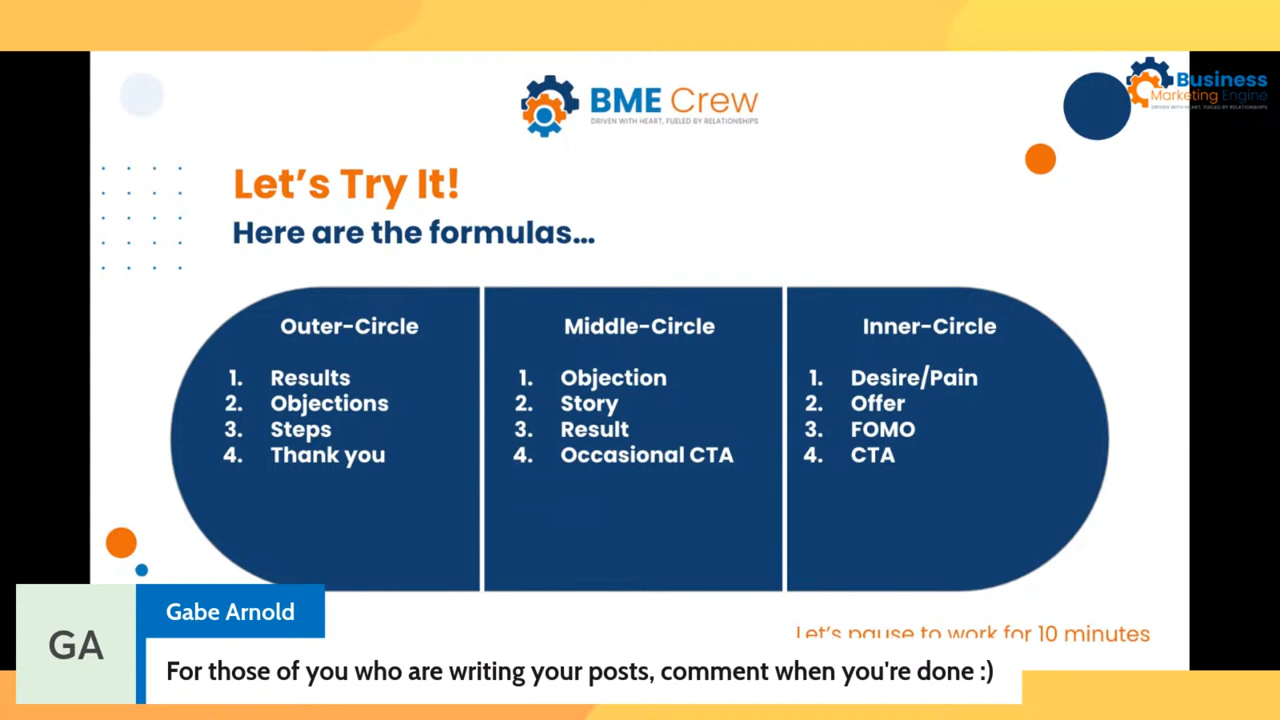 BME Crew
DRIVEN WITH HEART, FUELED BY RELATIONSHIPS
Business
Marketing Engine
DRIVEN WITH HEART, FUELED BY RELATIONSHIPS
Let's Try It!
Here are the formulas...
Outer-Circle
1. Results
2. Objections
3. Steps
4. Thank you
Middle-Circle
1. Objection
2. Story
3. Result
4. Occasional CTA
Inner-Circle
1. Desire/Pain
2. Offer
3. FOMO
4. CTA
Let's pause to work for 10 minutes
GA
Gabe Arnold
For those of you who are writing your posts, comment when you're done :)